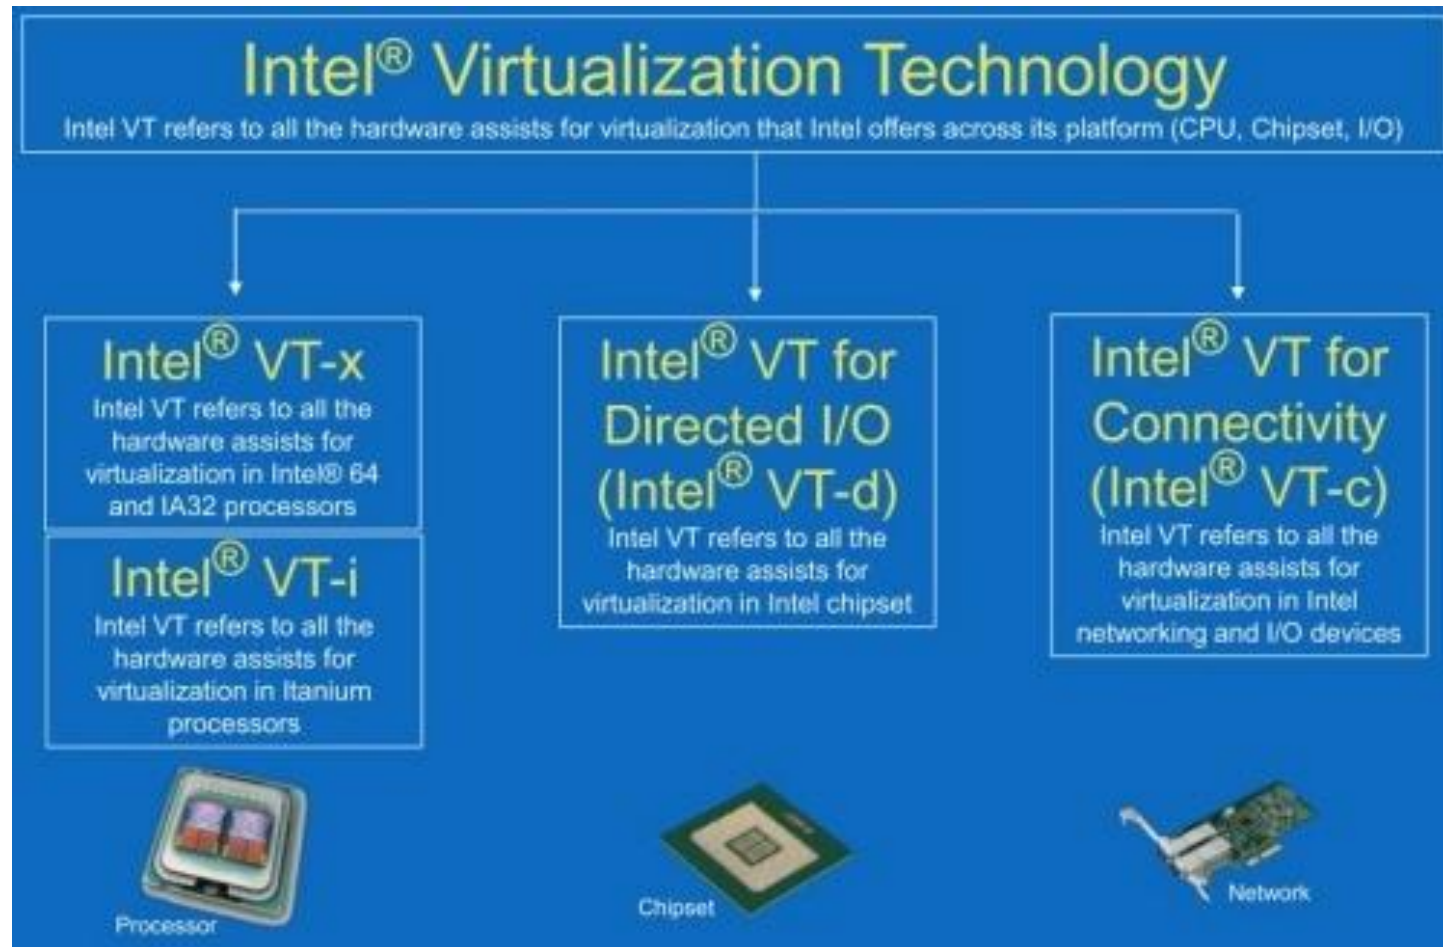 Intel® Virtualization Technology
Intel VT refers to all the hardware assists for virtualization that Intel offers across its platform (CPU, Chipset, I/O)
Intel® VT-x
Intel VT refers to all the
hardware assists for
virtualization in Intel® 64
and IA32 processors
Intel® VT-i
Intel VT refers to all the
hardware assists for
virtualization in Itanium
processors
Processor
Intel® VT for
Directed I/O
(Intel® VT-d)
Intel VT refers to all the
hardware assists for
virtualization in Intel chipset
Chipset
Intel® VT for
Connectivity
(Intel® VT-c)
Intel VT refers to all the
hardware assists for
virtualization in Intel
networking and I/O devices
Network